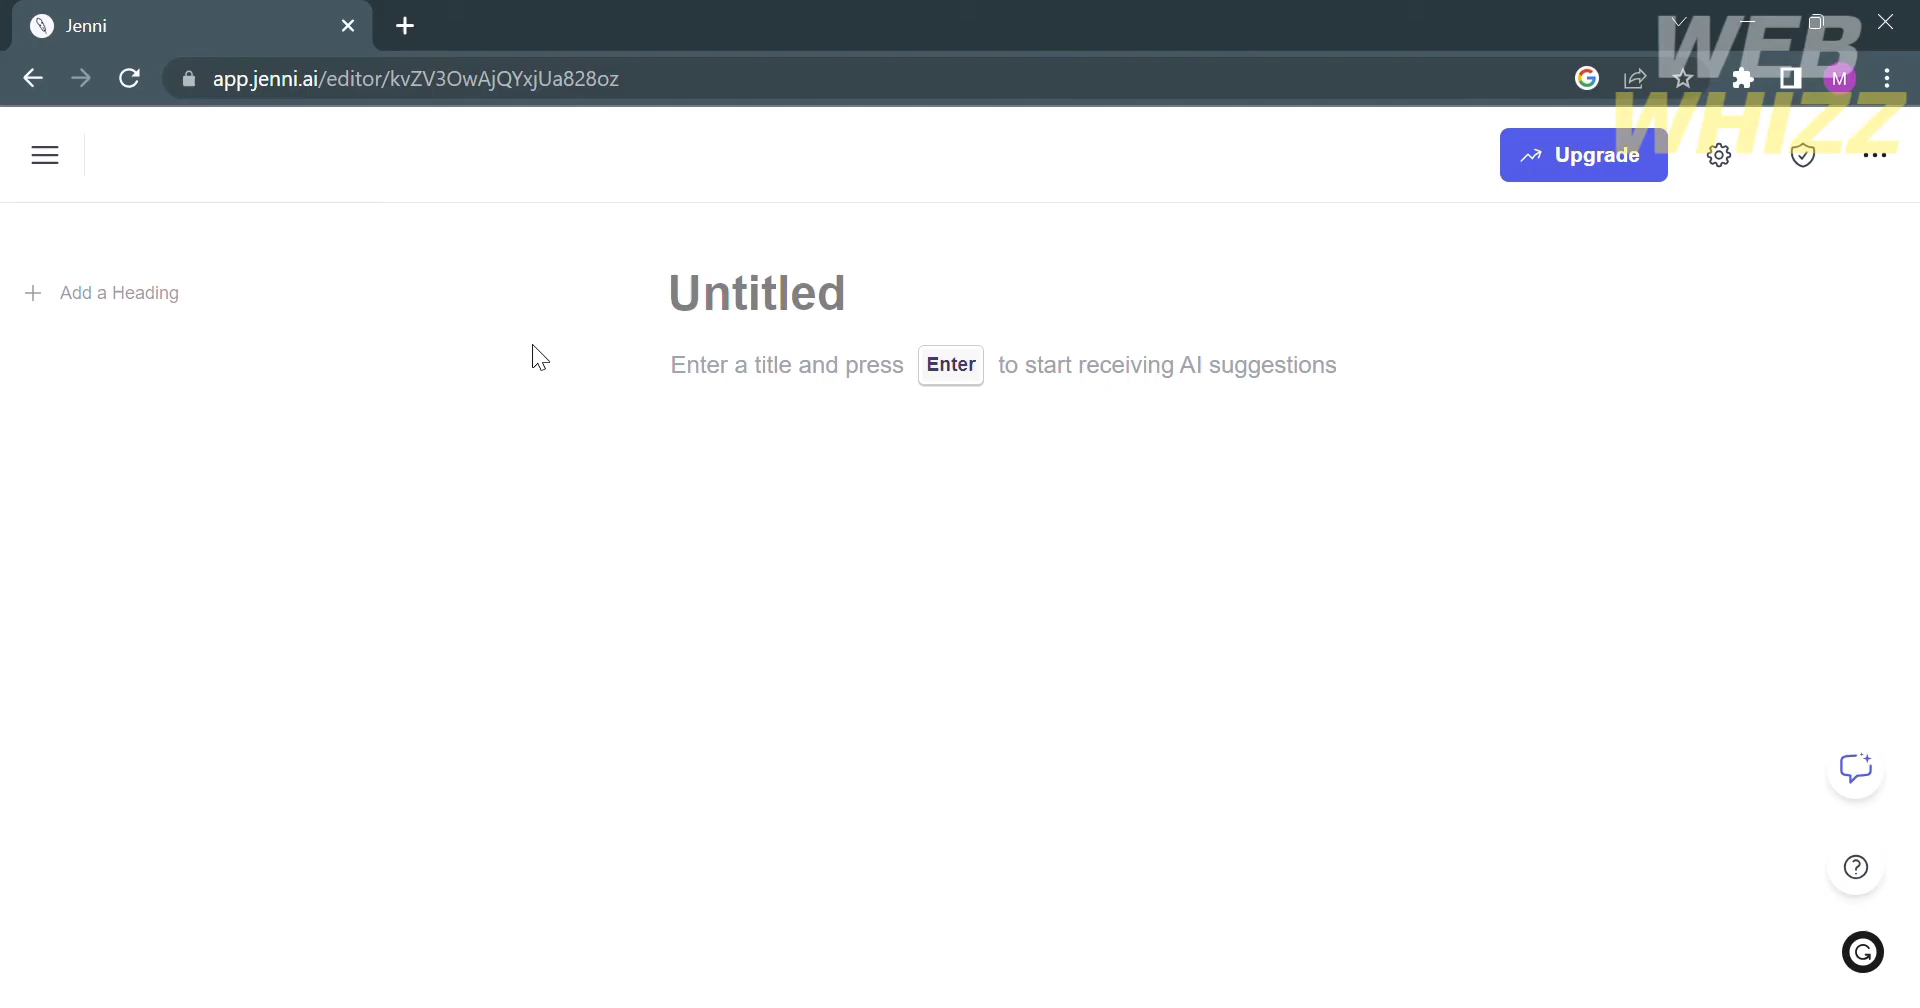 Jenni
app.jenni.ai/editor/kvZV3OwAjQYxjUa828oz
M
WEB
WHIZZ
Upgrade
Add a Heading
Untitled
Enter a title and press Enter to start receiving AI suggestions